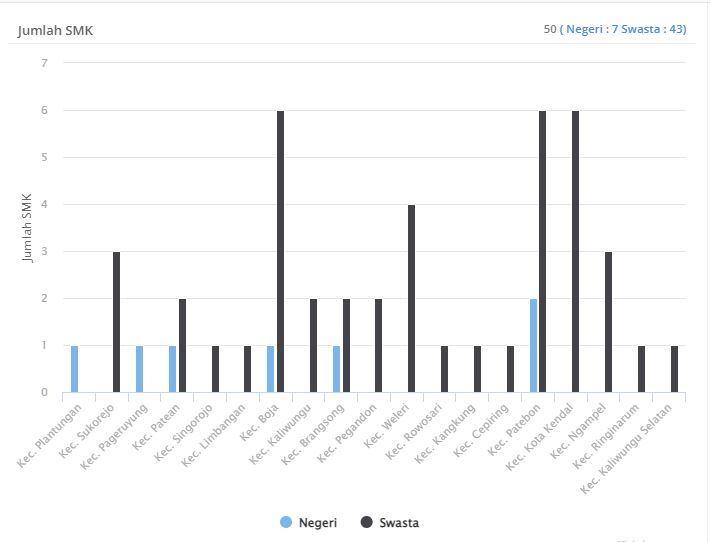 Jumlah SMK
50 ( Negeri : 7 Swasta : 43)
7
6
5
4
3
2
1
0
Jumlah SMK
Kec. Plantungan
Kec. Sukorejo
Kec. Pageruyung
Kec. Patean
Kec. Singorojo
Kec. Limbangan
Kec. Boja
Kec. Kaliwungu
Kec. Brangsong
Kec. Pegandon
Kec. Weleri
Kec. Rowosari
Kec. Kangkung
Kec. Cepiring
Kec. Patebon
Kec. Kota Kendal
Kec. Ngampel
Kec. Ringinarum
Kec. Kaliwungu Selatan
Negeri
Swasta